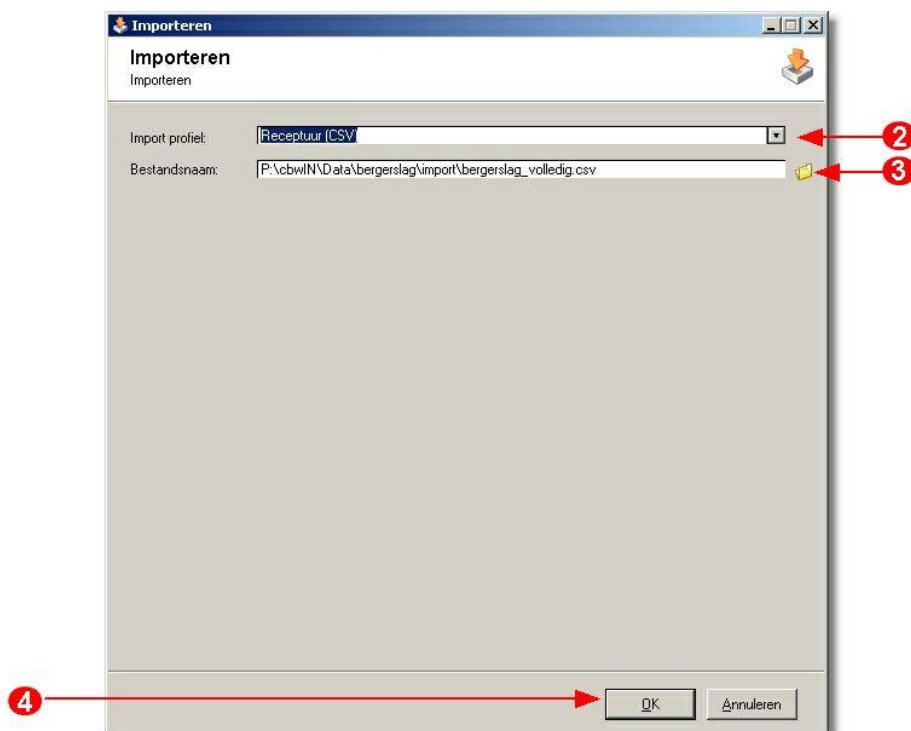 Importeren
Importeren
Importeren
Import profiel: Receptuur (CSV) 2
Bestandsnaam: P:\cbwIN\Data\bergerslag\import\bergerslag_volledig.csv 3
4 OK Annuleren